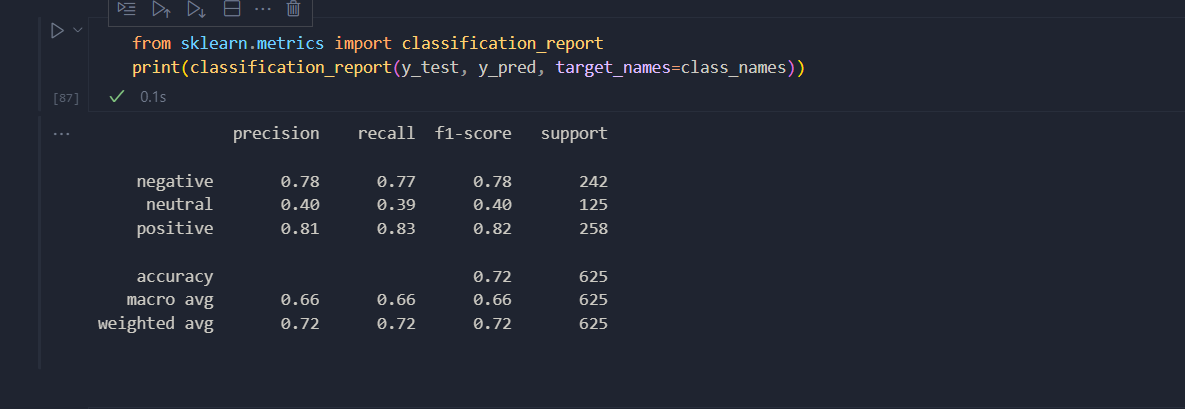 from sklearn.metrics import classification_report
print(classification_report(y_test, y_pred, target_names=class_names))
[87] 0.1s
... precision recall f1-score support
negative 0.78 0.77 0.78 242
neutral 0.40 0.39 0.40 125
positive 0.81 0.83 0.82 258
accuracy 0.72 625
macro avg 0.66 0.66 0.66 625
weighted avg 0.72 0.72 0.72 625